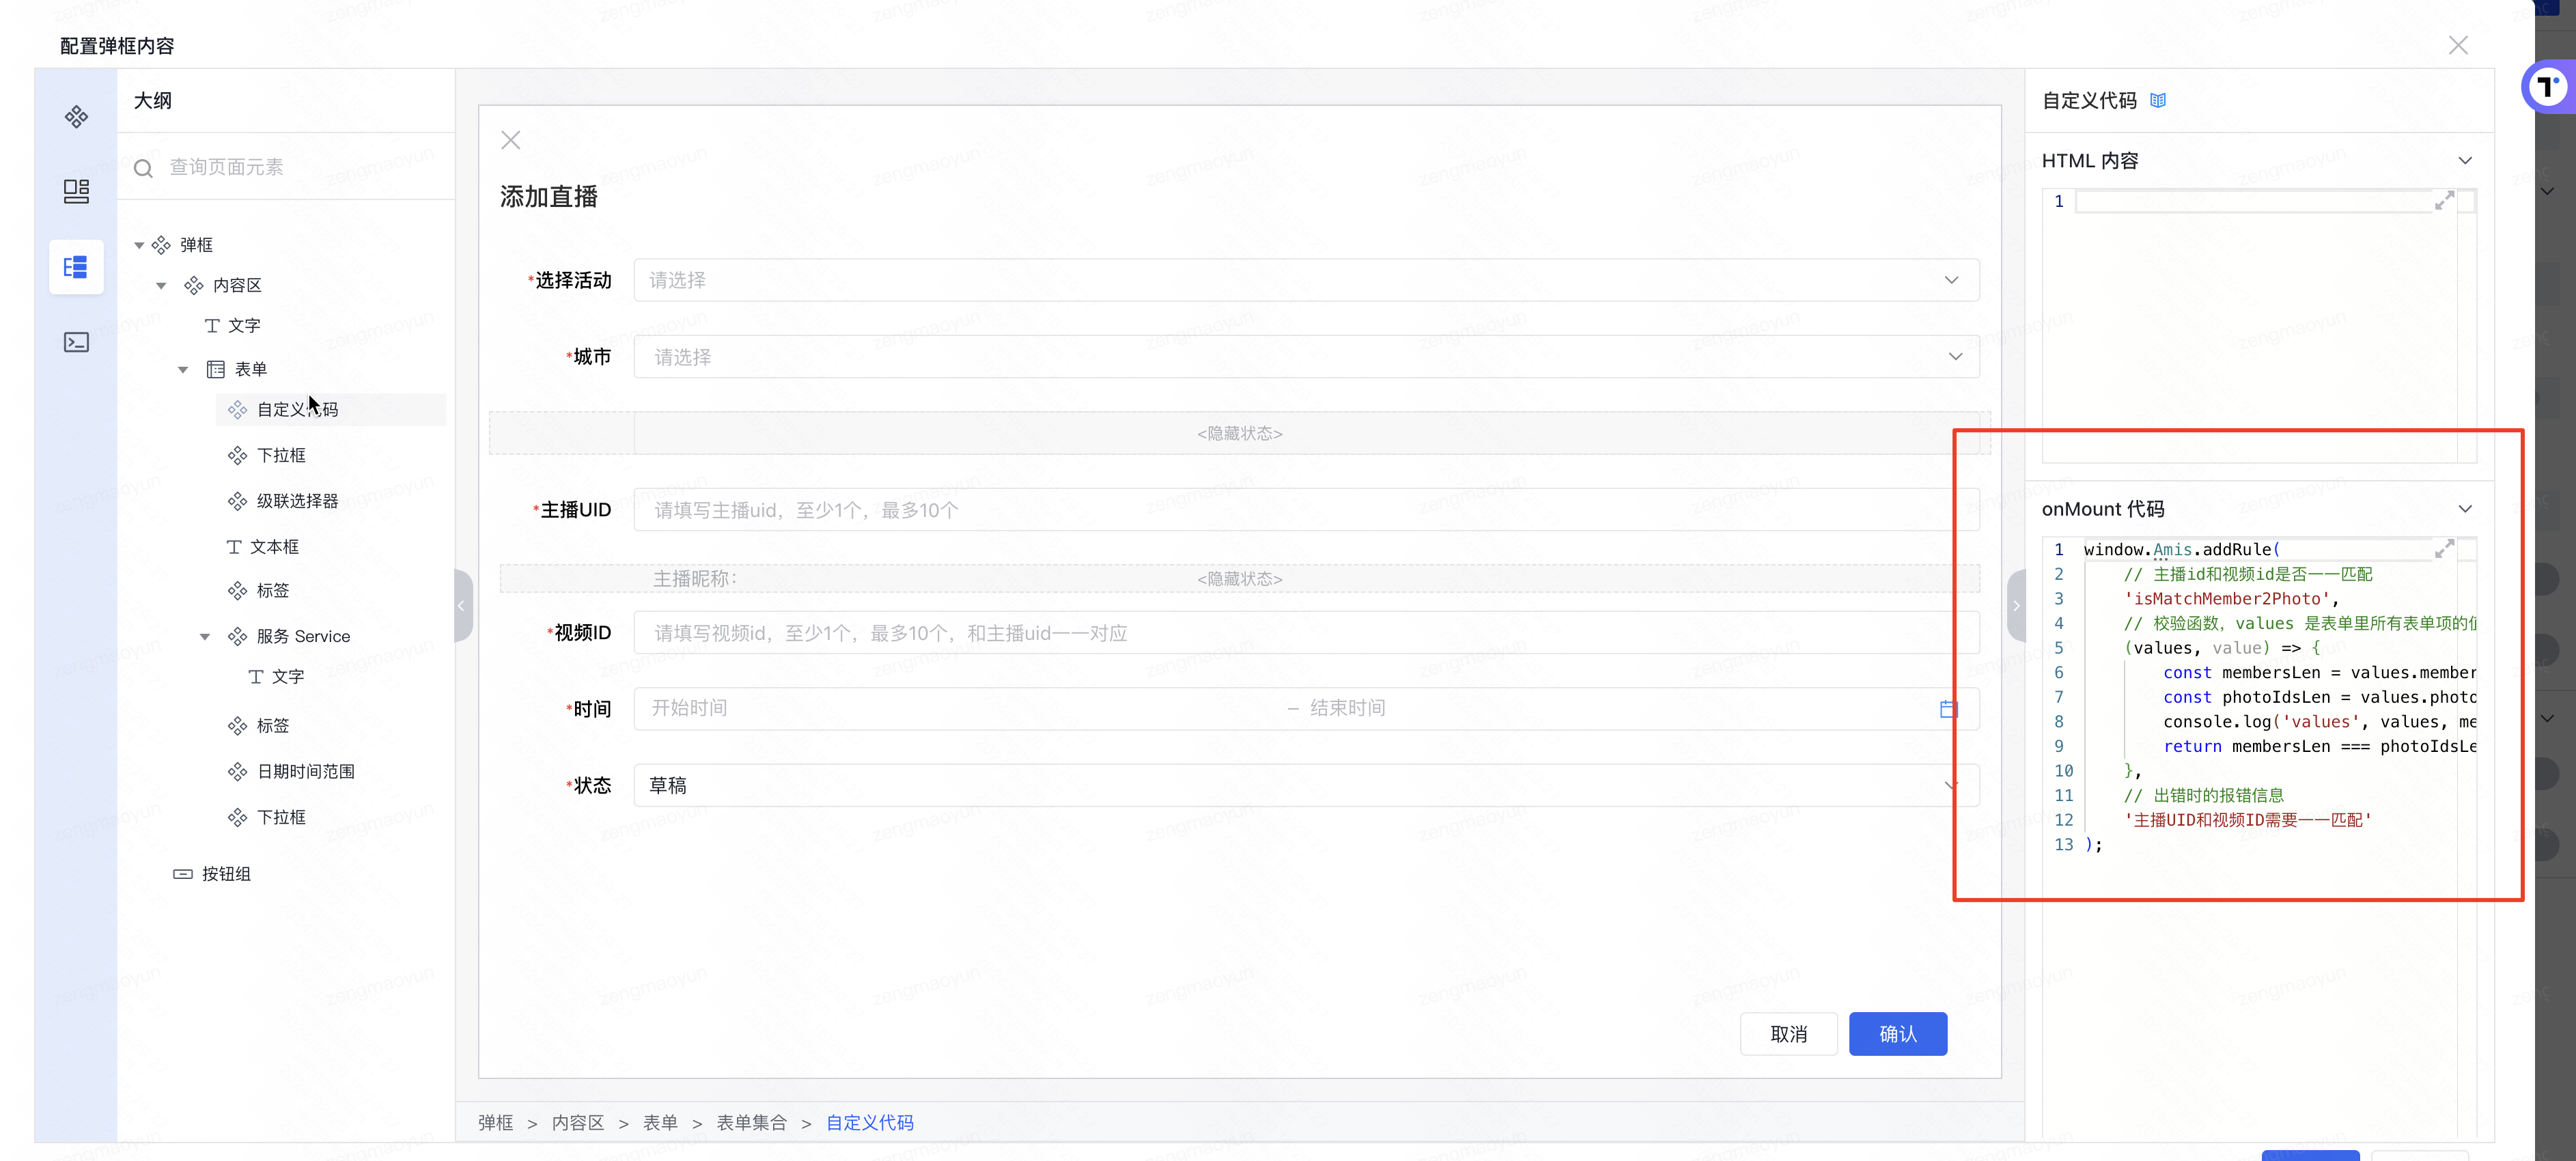 配置弹框内容
大纲
查询页面元素
弹框
内容区
文字
表单
自定义代码
下拉框
级联选择器
文本框
标签
服务 Service
文字
标签
日期时间范围
下拉框
按钮组
添加直播
*选择活动
请选择
*城市
请选择
<隐藏状态>
*主播UID
请填写主播uid，至少1个，最多10个
主播昵称：
<隐藏状态>
*视频ID
请填写视频id，至少1个，最多10个，和主播uid一一对应
*时间
开始时间
– 结束时间
*状态
草稿
取消
确认
弹框 > 内容区 > 表单 > 表单集合 > 自定义代码
自定义代码
HTML 内容
1
onMount 代码
1 window.Amis.addRule(
2 // 主播id和视频id是否一一匹配
3 'isMatchMember2Photo',
4 // 校验函数，values 是表单里所有表单项的值
5 (values, value) => {
6 const membersLen = values.member
7 const photoIdsLen = values.photo
8 console.log('values', values, me
9 return membersLen === photoIdsLe
10 },
11 // 出错时的报错信息
12 '主播UID和视频ID需要一一匹配'
13 );
zengmaoyun